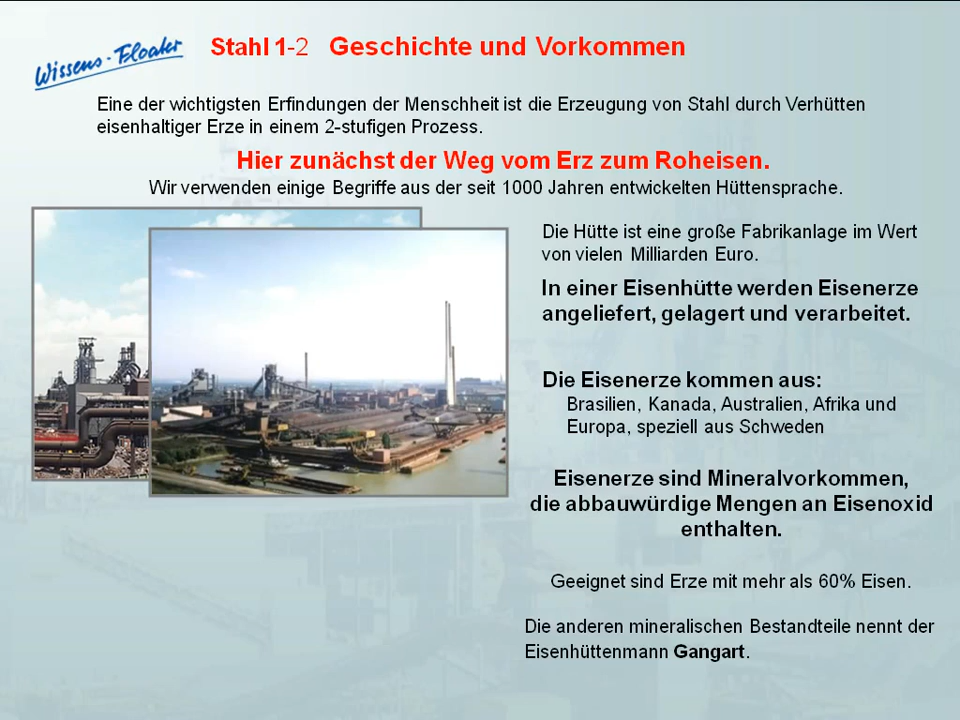 Wissens-Floater
Stahl 1-2 Geschichte und Vorkommen
Eine der wichtigsten Erfindungen der Menschheit ist die Erzeugung von Stahl durch Verhütten
eisenhaltiger Erze in einem 2-stufigen Prozess.
Hier zunächst der Weg vom Erz zum Roheisen.
Wir verwenden einige Begriffe aus der seit 1000 Jahren entwickelten Hüttensprache.
Die Hütte ist eine große Fabrikanlage im Wert
von vielen Milliarden Euro.
In einer Eisenhütte werden Eisenerze
angeliefert, gelagert und verarbeitet.
Die Eisenerze kommen aus:
Brasilien, Kanada, Australien, Afrika und
Europa, speziell aus Schweden
Eisenerze sind Mineralvorkommen,
die abbauwürdige Mengen an Eisenoxid
enthalten.
Geeignet sind Erze mit mehr als 60% Eisen.
Die anderen mineralischen Bestandteile nennt der
Eisenhüttenmann Gangart.